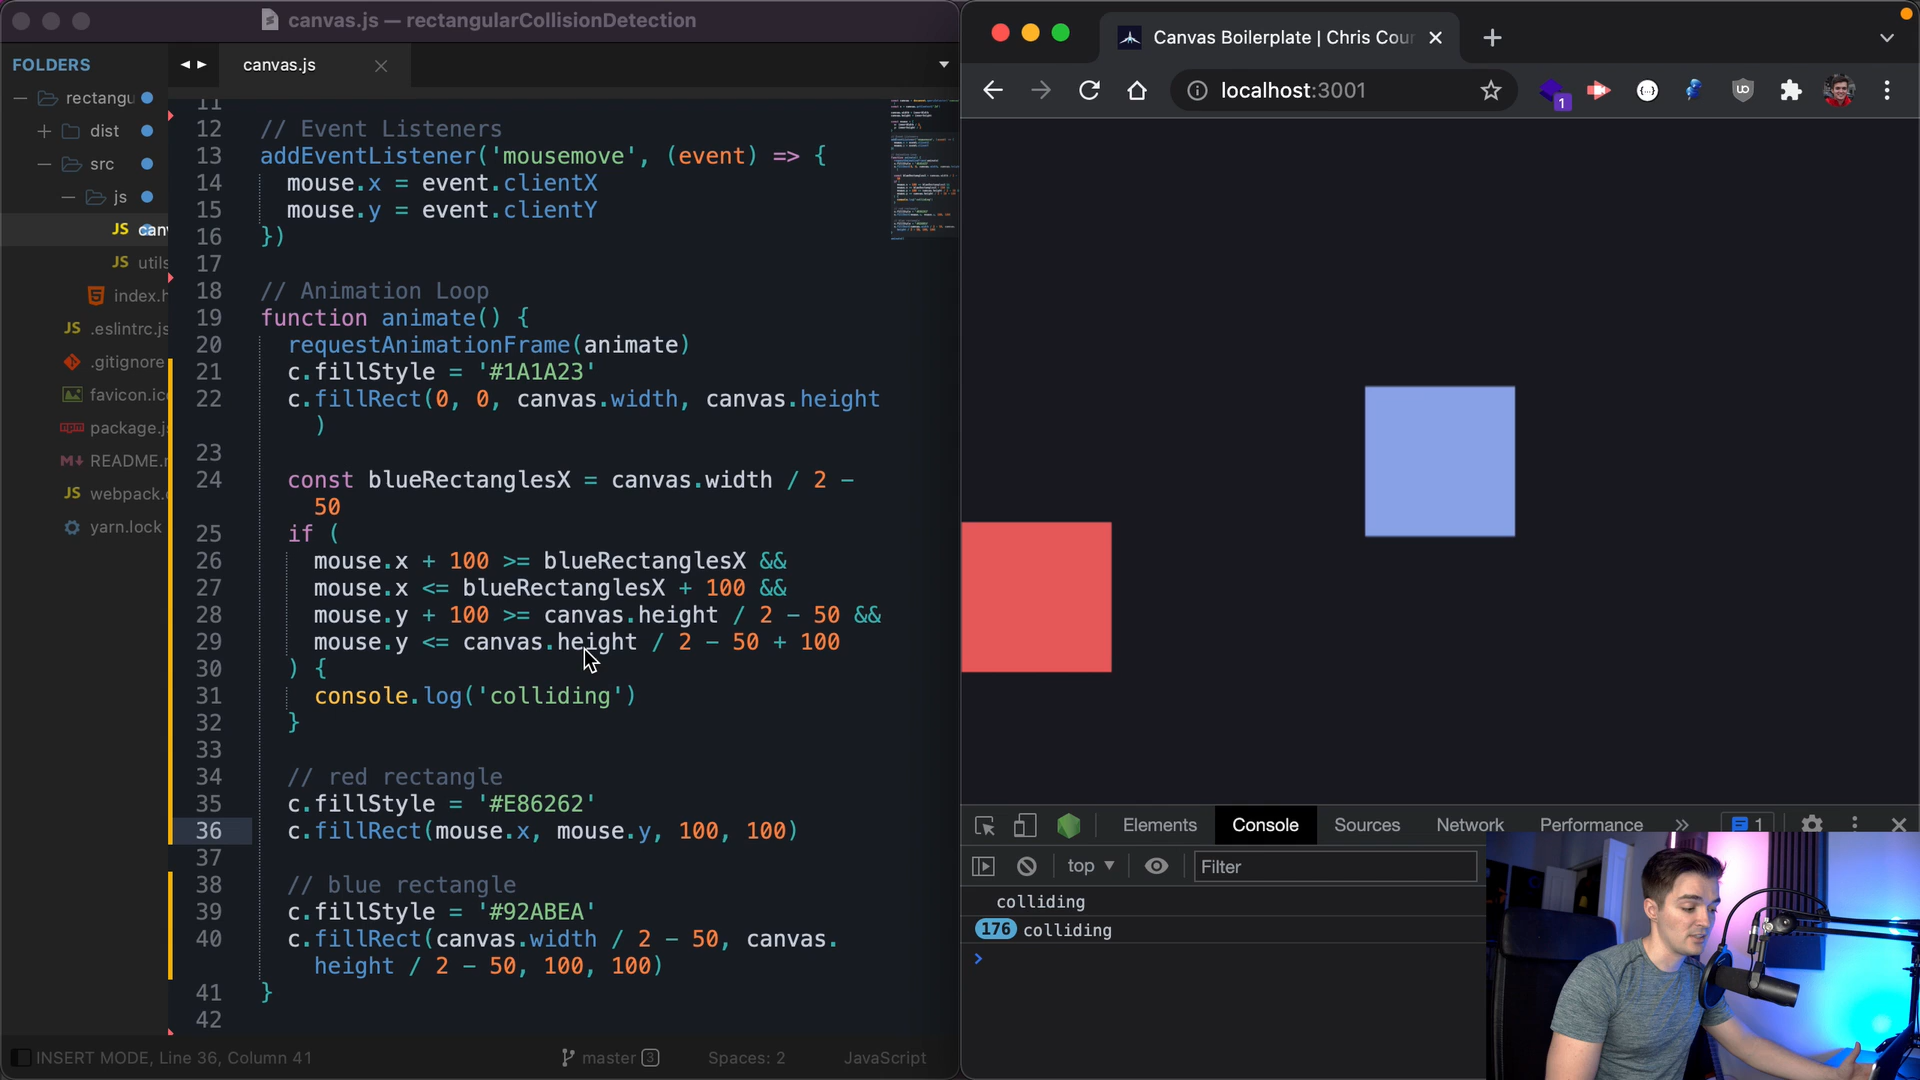 canvas.js — rectangularCollisionDetection
FOLDERS
canvas.js
rectangu
dist
src
js
JS can
JS utils
index.h
JS .eslintrc.js
.gitignore
favicon.ico
package.j
README.
JS webpack.
yarn.lock
11
12 // Event Listeners
13 addEventListener('mousemove', (event) => {
14 mouse.x = event.clientX
15 mouse.y = event.clientY
16 })
17
18 // Animation Loop
19 function animate() {
20 requestAnimationFrame(animate)
21 c.fillStyle = '#1A1A23'
22 c.fillRect(0, 0, canvas.width, canvas.height
)
23
24 const blueRectanglesX = canvas.width / 2 -
50
25 if (
26 mouse.x + 100 >= blueRectanglesX &&
27 mouse.x <= blueRectanglesX + 100 &&
28 mouse.y + 100 >= canvas.height / 2 - 50 &&
29 mouse.y <= canvas.height / 2 - 50 + 100
30 ) {
31 console.log('colliding')
32 }
33
34 // red rectangle
35 c.fillStyle = '#E86262'
36 c.fillRect(mouse.x, mouse.y, 100, 100)
37
38 // blue rectangle
39 c.fillStyle = '#92ABEA'
40 c.fillRect(canvas.width / 2 - 50, canvas.
height / 2 - 50, 100, 100)
41 }
42
INSERT MODE, Line 36, Column 41
master 3
Spaces: 2
JavaScript
Canvas Boilerplate | Chris Cour
localhost:3001
1
Elements Console Sources Network Performance » 1
top
Filter
colliding
176 colliding